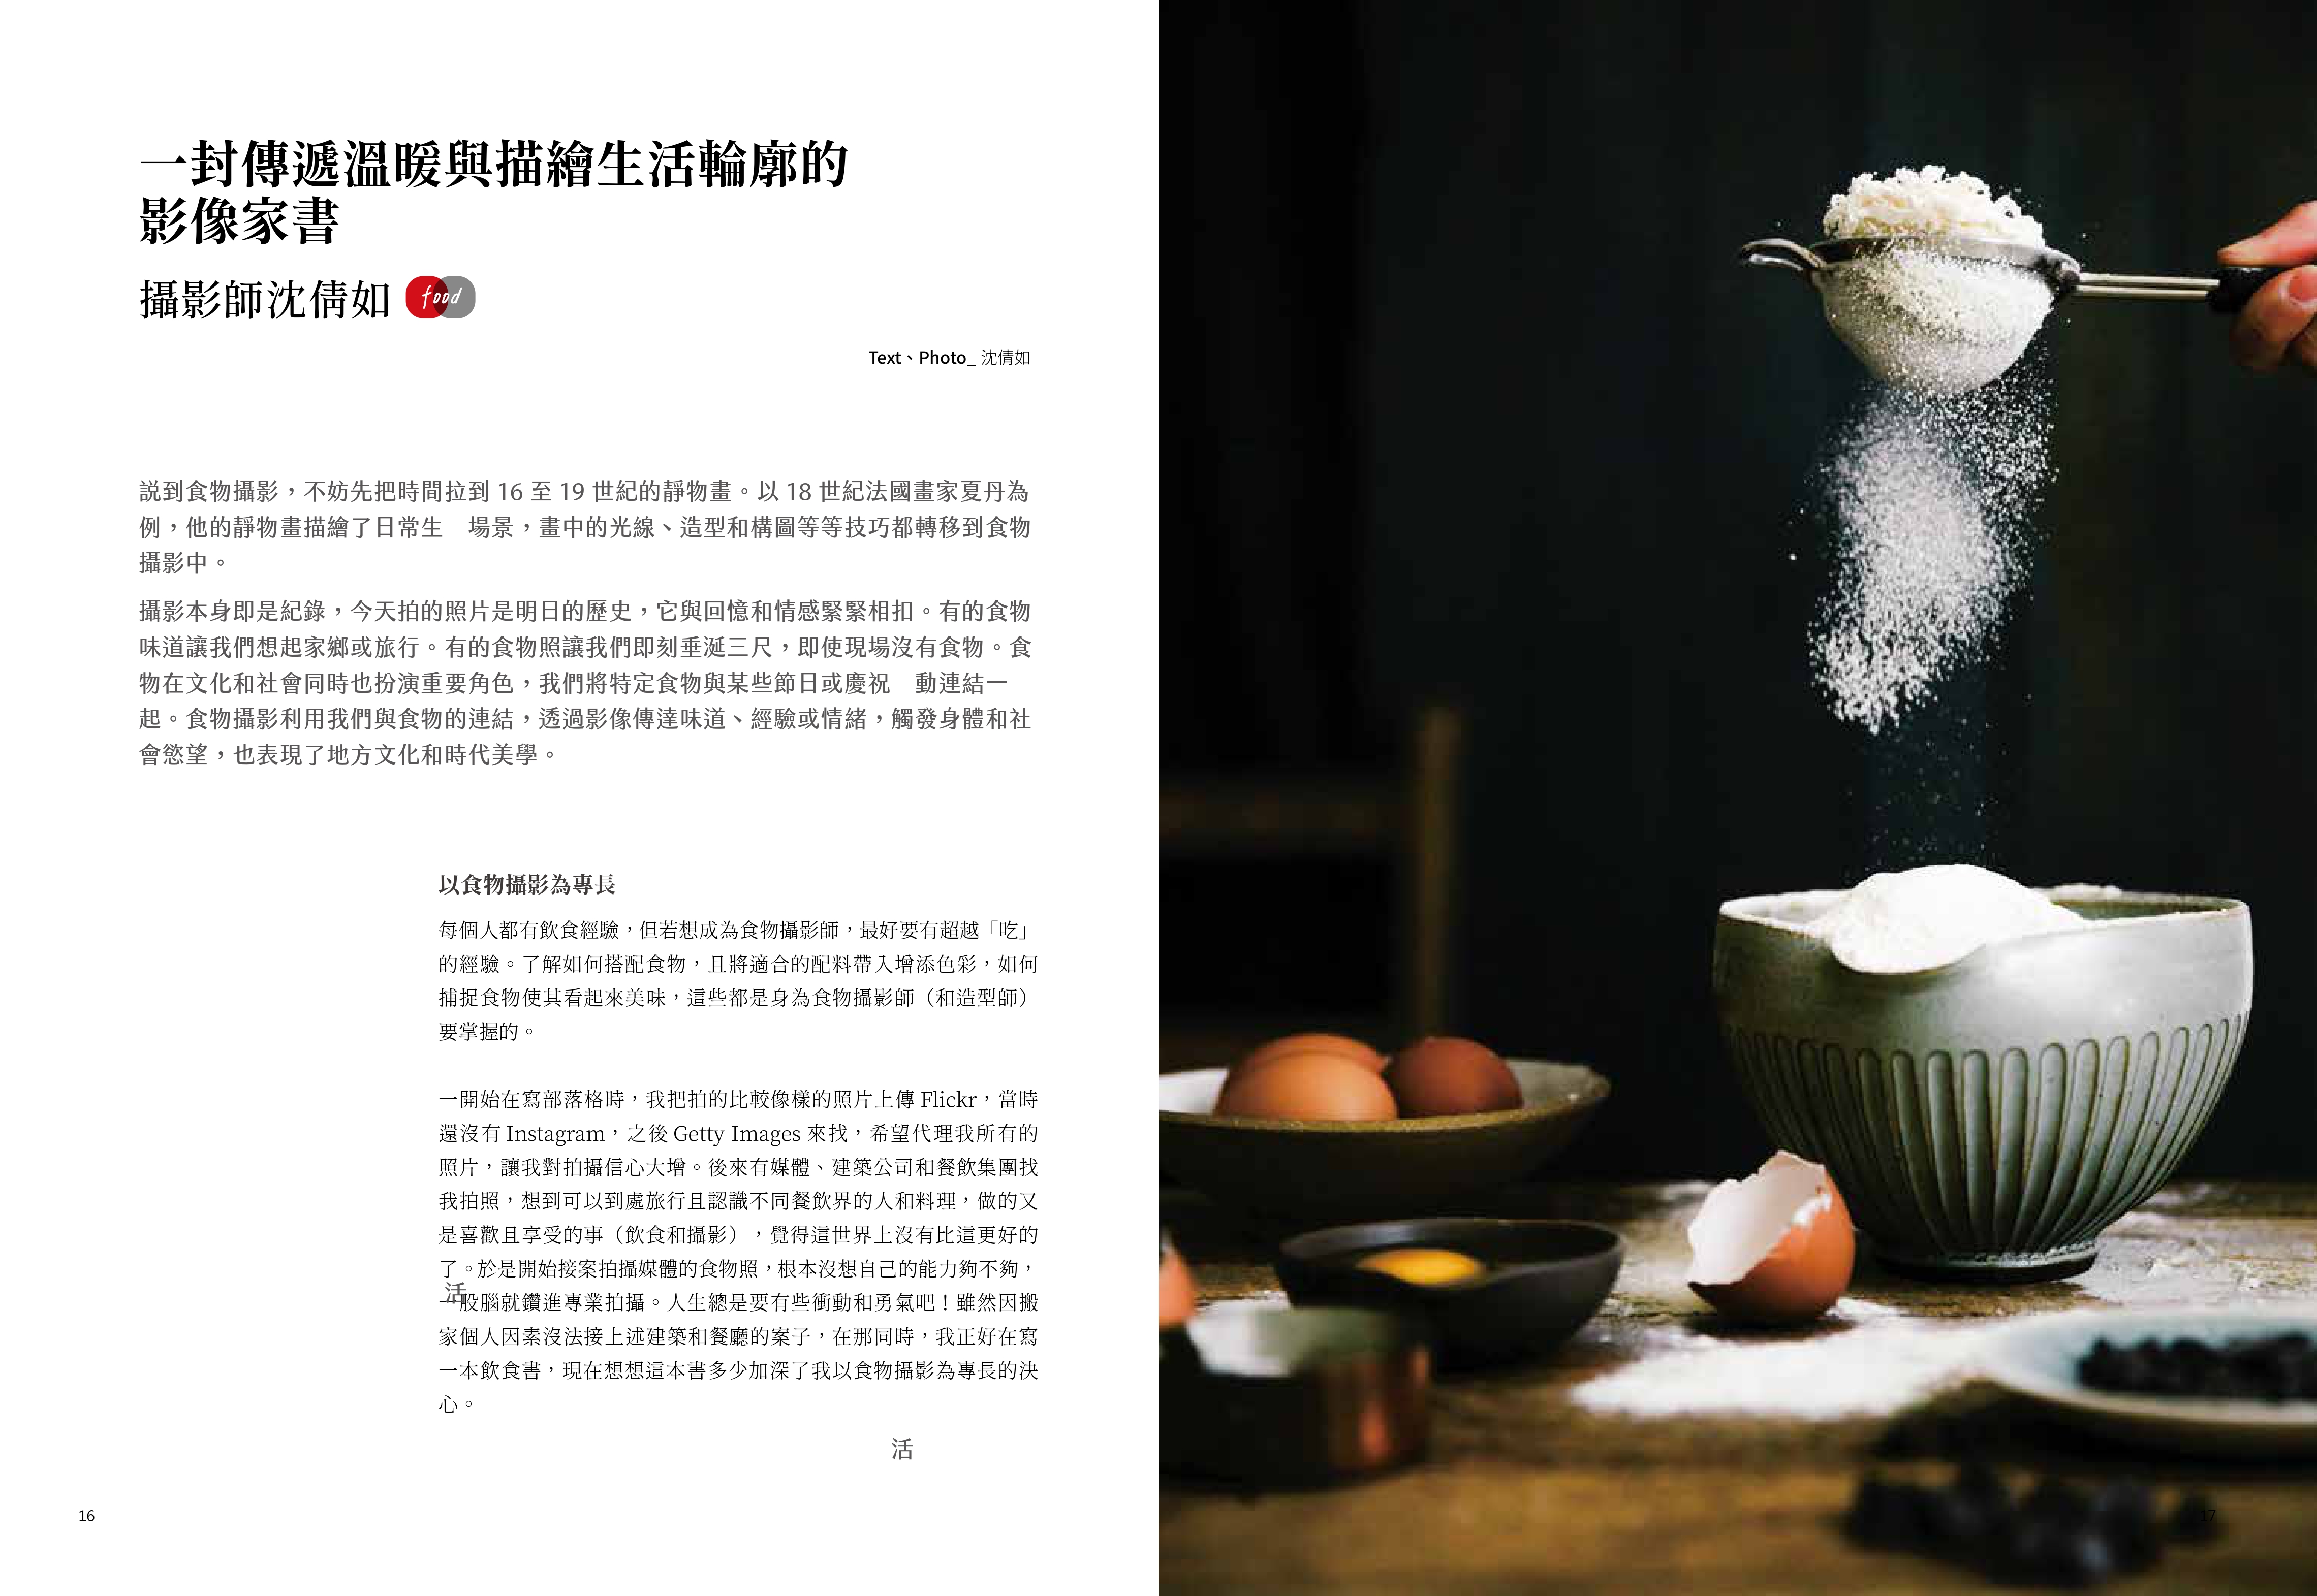 一封傳遞溫暖與描繪生活輪廓的
影像家書
攝影師沈倩如 food
Text、Photo_ 沈倩如
説到食物攝影，不妨先把時間拉到 16 至 19 世紀的靜物畫。以 18 世紀法國畫家夏丹為
例，他的靜物畫描繪了日常生　場景，畫中的光線、造型和構圖等等技巧都轉移到食物
攝影中。
攝影本身即是紀錄，今天拍的照片是明日的歷史，它與回憶和情感緊緊相扣。有的食物
味道讓我們想起家鄉或旅行。有的食物照讓我們即刻垂涎三尺，即使現場沒有食物。食
物在文化和社會同時也扮演重要角色，我們將特定食物與某些節日或慶祝　動連結一
起。食物攝影利用我們與食物的連結，透過影像傳達味道、經驗或情緒，觸發身體和社
會慾望，也表現了地方文化和時代美學。
以食物攝影為專長
每個人都有飲食經驗，但若想成為食物攝影師，最好要有超越「吃」
的經驗。了解如何搭配食物，且將適合的配料帶入增添色彩，如何
捕捉食物使其看起來美味，這些都是身為食物攝影師（和造型師）
要掌握的。
一開始在寫部落格時，我把拍的比較像樣的照片上傳 Flickr，當時
還沒有 Instagram，之後 Getty Images 來找，希望代理我所有的
照片，讓我對拍攝信心大增。後來有媒體、建築公司和餐飲集團找
我拍照，想到可以到處旅行且認識不同餐飲界的人和料理，做的又
是喜歡且享受的事（飲食和攝影），覺得這世界上沒有比這更好的
了。於是開始接案拍攝媒體的食物照，根本沒想自己的能力夠不夠，
活
一股腦就鑽進專業拍攝。人生總是要有些衝動和勇氣吧！雖然因搬
家個人因素沒法接上述建築和餐廳的案子，在那同時，我正好在寫
一本飲食書，現在想想這本書多少加深了我以食物攝影為專長的決
心。
活
16
17